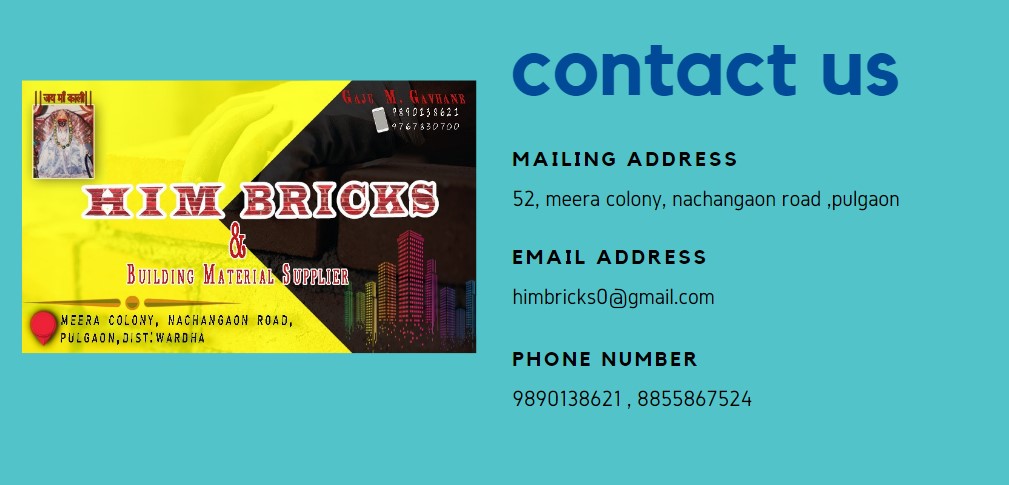 ||जय माँ काली||
GAJU M. GAVHANE
9890138621
9767830700
HIM BRICKS
&
BUILDING MATERIAL SUPPLIER
MEERA COLONY, NACHANGAON ROAD,
PULGAON,DIST:WARDHA
contact us
MAILING ADDRESS
52, meera colony, nachangaon road ,pulgaon
EMAIL ADDRESS
himbricks0@gmail.com
PHONE NUMBER
9890138621 , 8855867524